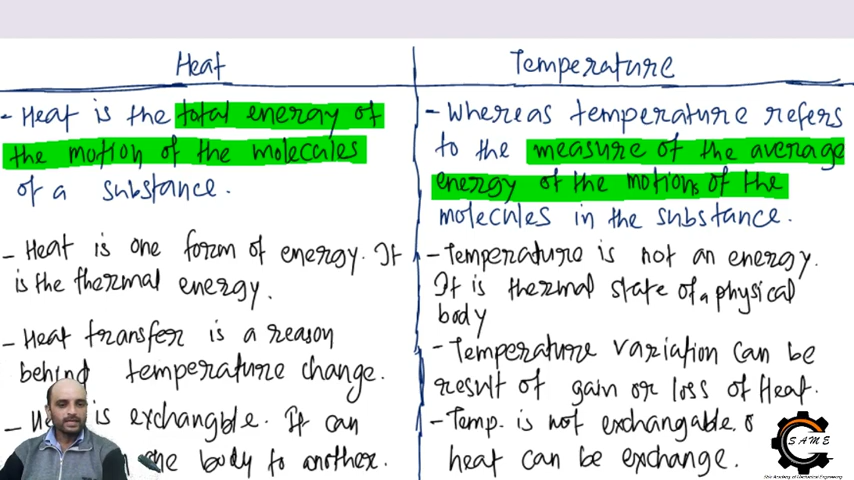 Heat
- Heat is the total energy of
the motion of the molecules
of a substance.
- Heat is one form of energy. It
is the thermal energy.
- Heat transfer is a reason
behind temperature change.
is exchangble. It can
one body to another.
Temperature
- Whereas temperature refers
to the measure of the average
energy of the motions of the
molecules in the substance.
- Temperature is not an energy.
It is thermal state of a physical
body
- Temperature variation can be
result of gain or loss of Heat.
- Temp. is not exchangable.
heat can be exchange.
SAME